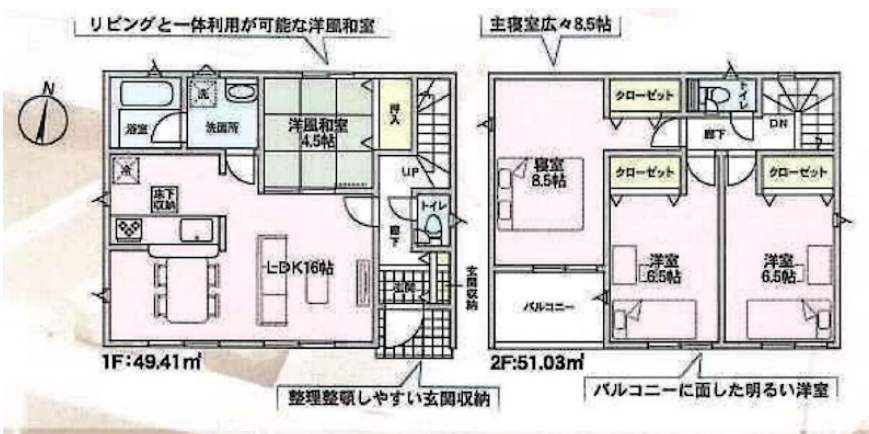 リビングと一体利用が可能な洋風和室
主寝室広々8.5帖
N
浴室
洗
洗面所
洋風和室
4.5帖
押入
UP
冷
床下
収納
トイレ
廊下
LDK16帖
玄関
玄関収納
1F:49.41㎡
整理整頓しやすい玄関収納
クローゼット
トイレ
廊下
DN
寝室
8.5帖
クローゼット
クローゼット
洋室
6.5帖
洋室
6.5帖
バルコニー
2F:51.03㎡
バルコニーに面した明るい洋室